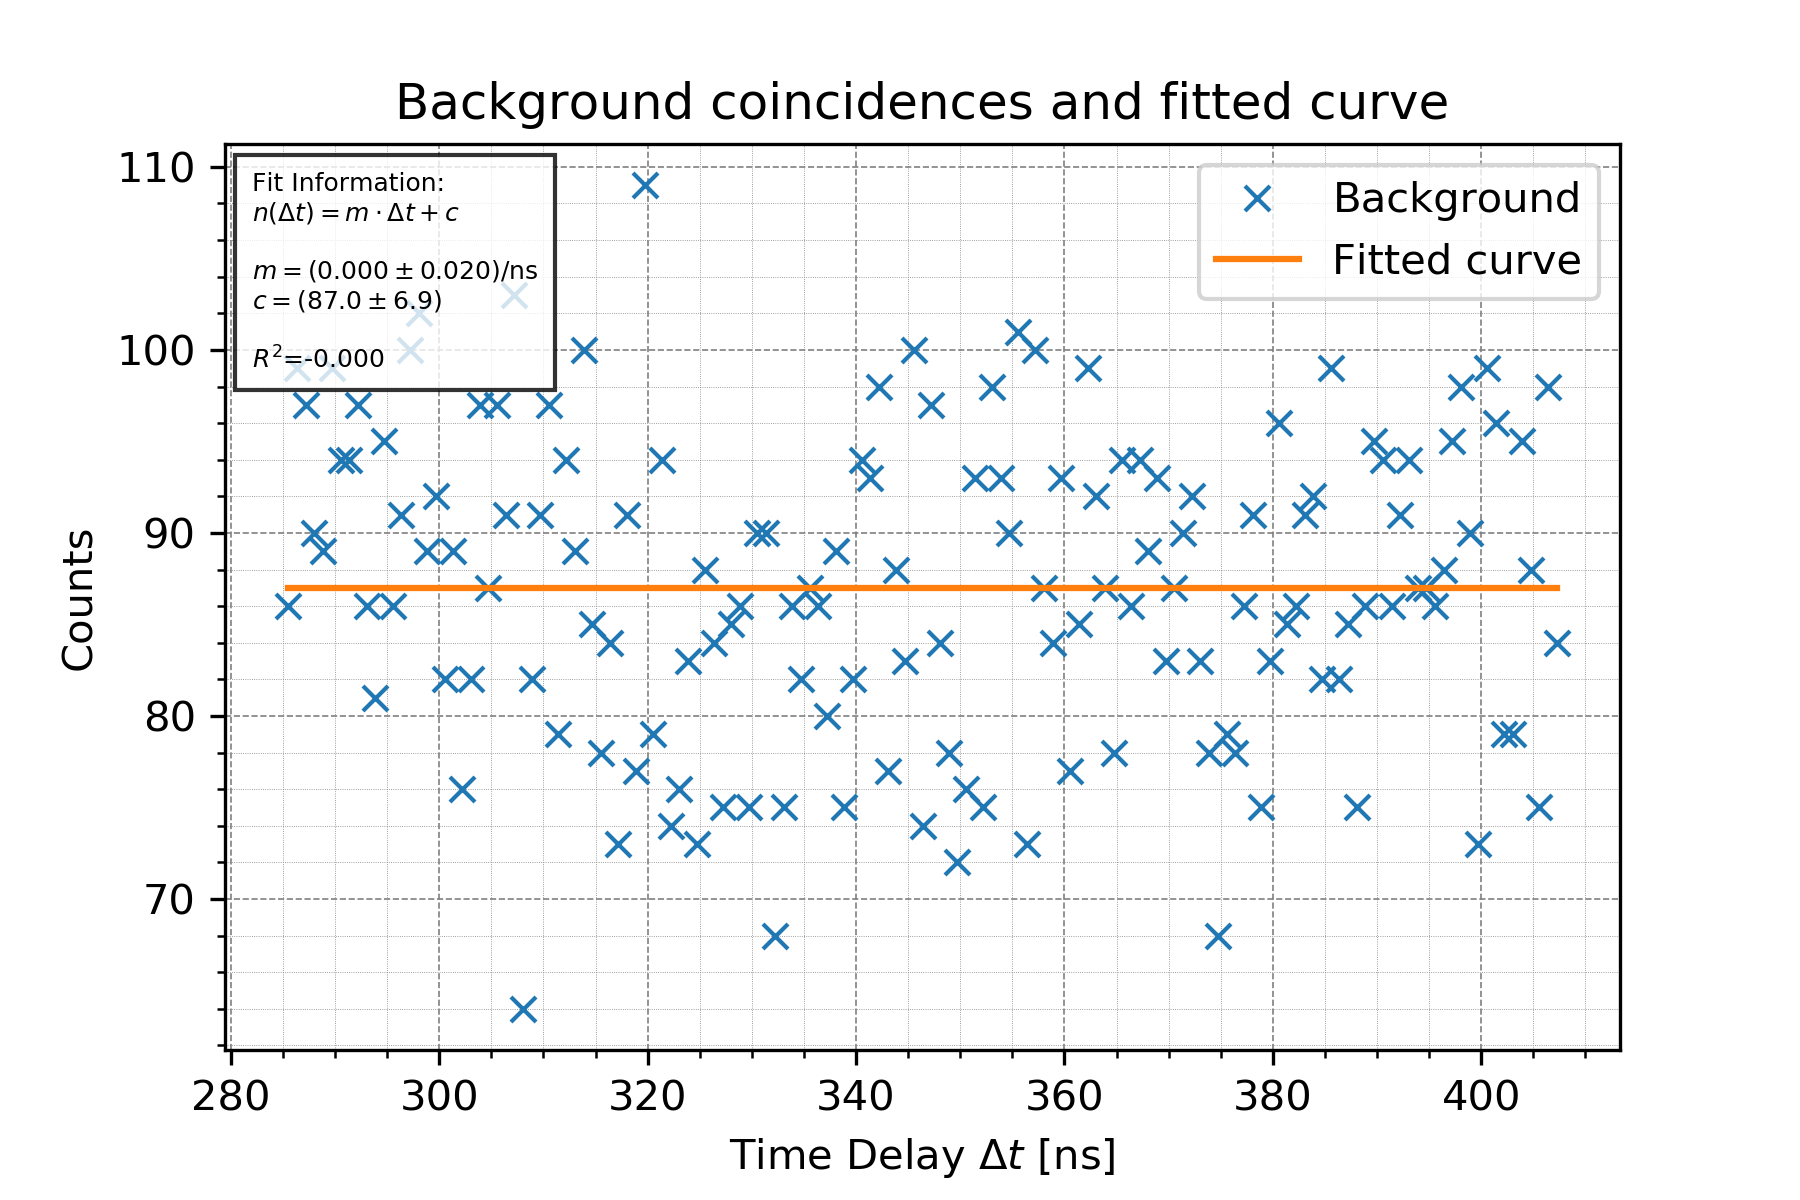 Background coincidences and fitted curve
Fit Information:
n(Δt) = m · Δt + c
m = (0.000 ± 0.020)/ns
c = (87.0 ± 6.9)
R²=-0.000
Background
Fitted curve
110
100
90
80
70
Counts
280 300 320 340 360 380 400
Time Delay Δt [ns]